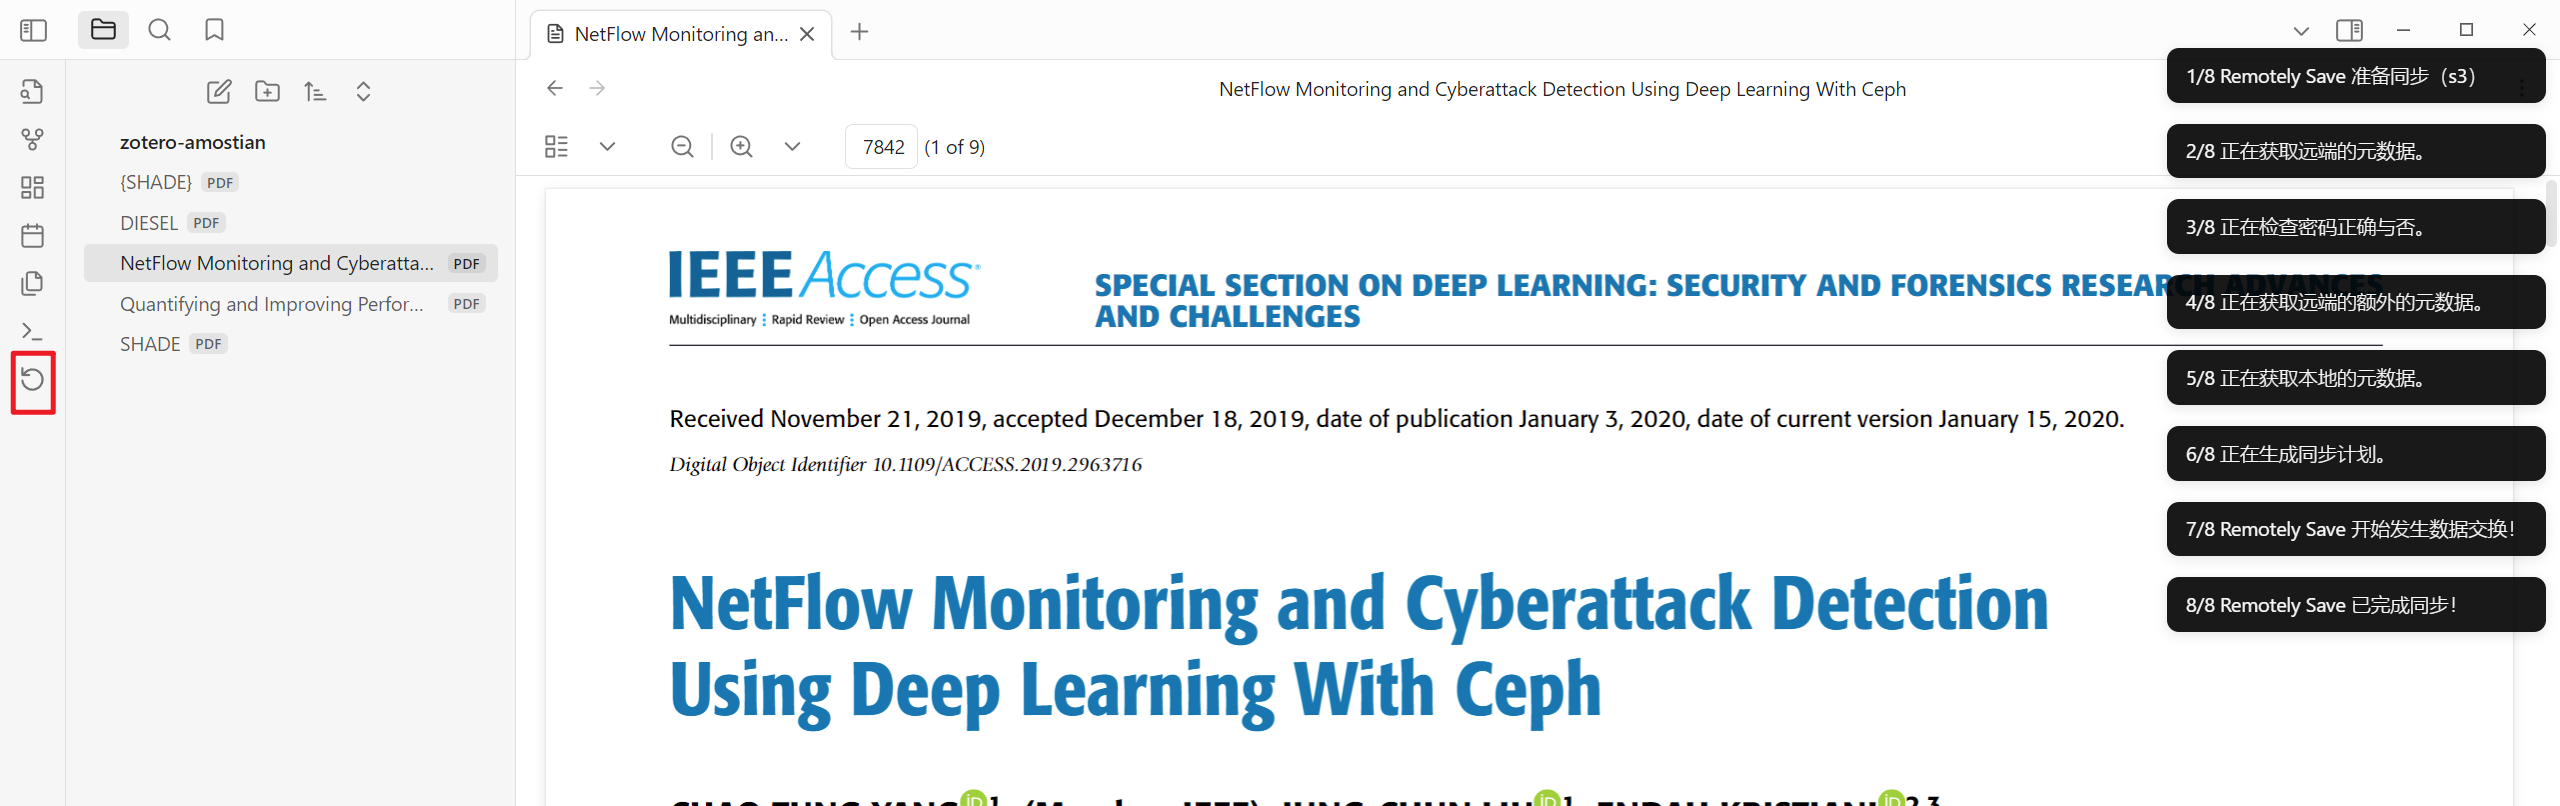 NetFlow Monitoring an...
zotero-amostian
{SHADE} PDF
DIESEL PDF
NetFlow Monitoring and Cyberatta... PDF
Quantifying and Improving Perfor... PDF
SHADE PDF
NetFlow Monitoring and Cyberattack Detection Using Deep Learning With Ceph
7842 (1 of 9)
IEEE Access®
Multidisciplinary Rapid Review Open Access Journal
SPECIAL SECTION ON DEEP LEARNING: SECURITY AND FORENSICS RESEARCH ADVANCES
AND CHALLENGES
Received November 21, 2019, accepted December 18, 2019, date of publication January 3, 2020, date of current version January 15, 2020.
Digital Object Identifier 10.1109/ACCESS.2019.2963716
NetFlow Monitoring and Cyberattack Detection
Using Deep Learning With Ceph
1/8 Remotely Save 准备同步（s3）
2/8 正在获取远端的元数据。
3/8 正在检查密码正确与否。
4/8 正在获取远端的额外的元数据。
5/8 正在获取本地的元数据。
6/8 正在生成同步计划。
7/8 Remotely Save 开始发生数据交换！
8/8 Remotely Save 已完成同步！